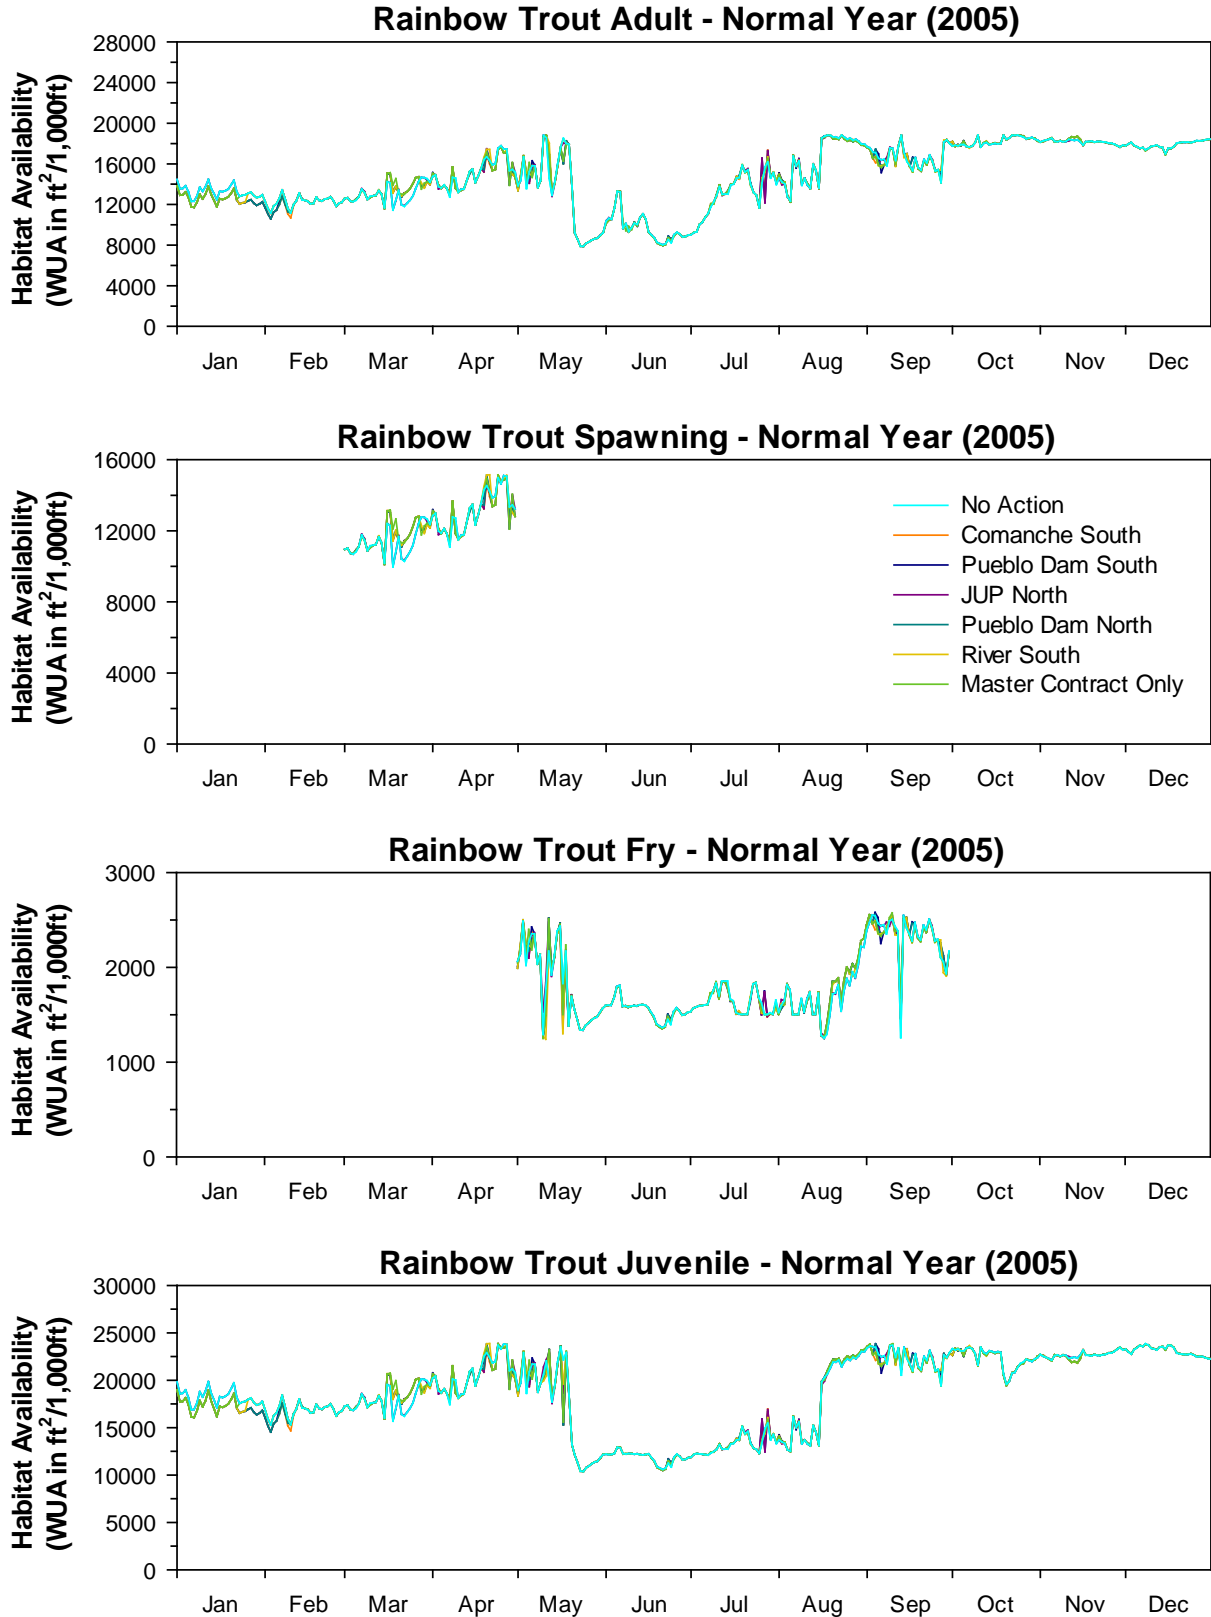 Rainbow Trout Adult - Normal Year (2005)
Habitat Availability
(WUA in ft²/1,000ft)
28000
24000
20000
16000
12000
8000
4000
0
Jan Feb Mar Apr May Jun Jul Aug Sep Oct Nov Dec
Rainbow Trout Spawning - Normal Year (2005)
Habitat Availability
(WUA in ft²/1,000ft)
16000
12000
8000
4000
0
No Action
Comanche South
Pueblo Dam South
JUP North
Pueblo Dam North
River South
Master Contract Only
Jan Feb Mar Apr May Jun Jul Aug Sep Oct Nov Dec
Rainbow Trout Fry - Normal Year (2005)
Habitat Availability
(WUA in ft²/1,000ft)
3000
2000
1000
0
Jan Feb Mar Apr May Jun Jul Aug Sep Oct Nov Dec
Rainbow Trout Juvenile - Normal Year (2005)
Habitat Availability
(WUA in ft²/1,000ft)
30000
25000
20000
15000
10000
5000
0
Jan Feb Mar Apr May Jun Jul Aug Sep Oct Nov Dec